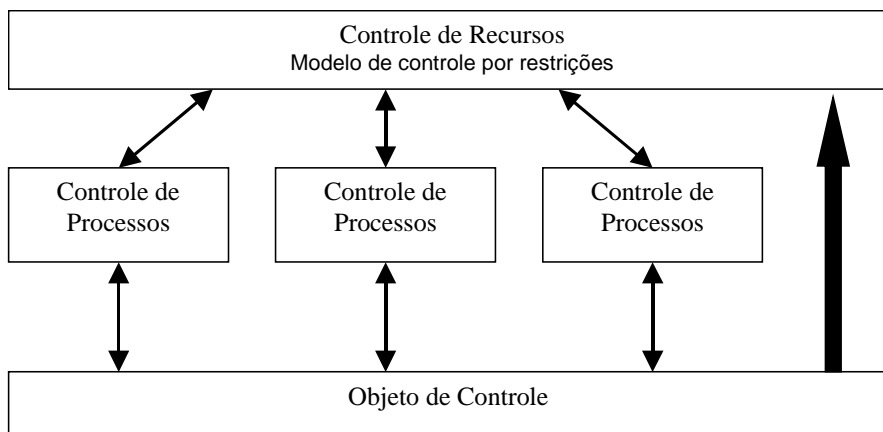 Controle de Recursos
Modelo de controle por restrições
Controle de
Processos
Controle de
Processos
Controle de
Processos
Objeto de Controle